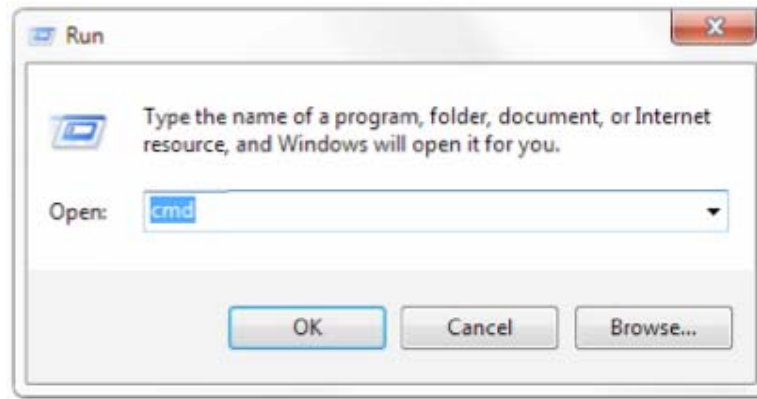 Run
Type the name of a program, folder, document, or Internet
resource, and Windows will open it for you.
Open: cmd
OK Cancel Browse...